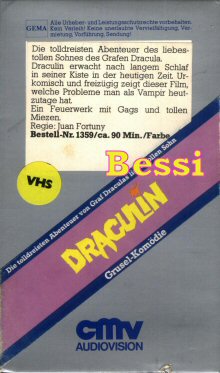 GEMA
Alle Urheber- und Leistungsschutzrechte vorbehalten.
Kein Verleih! Keine unerlaubte Vervielfältigung, Ver-
mietung, Vorführung, Sendung!
Die tolldreisten Abenteuer des liebes-
tollen Sohnes des Grafen Dracula.
Draculin erwacht nach langem Schlaf
in seiner Kiste in der heutigen Zeit. Ur-
komisch und freizügig zeigt dieser Film,
welche Probleme man als Vampir heut-
zutage hat.
Ein Feuerwerk mit Gags und tollen
Miezen.
Regie: Juan Fortuny
Bestell-Nr. 1359/ca. 90 Min./Farbe
Bessi
VHS
Die tolldreisten Abenteuer von Graf Draculas liebestollen Sohn
DRACULIN
Grusel-Komödie
cmv
AUDIOVISION